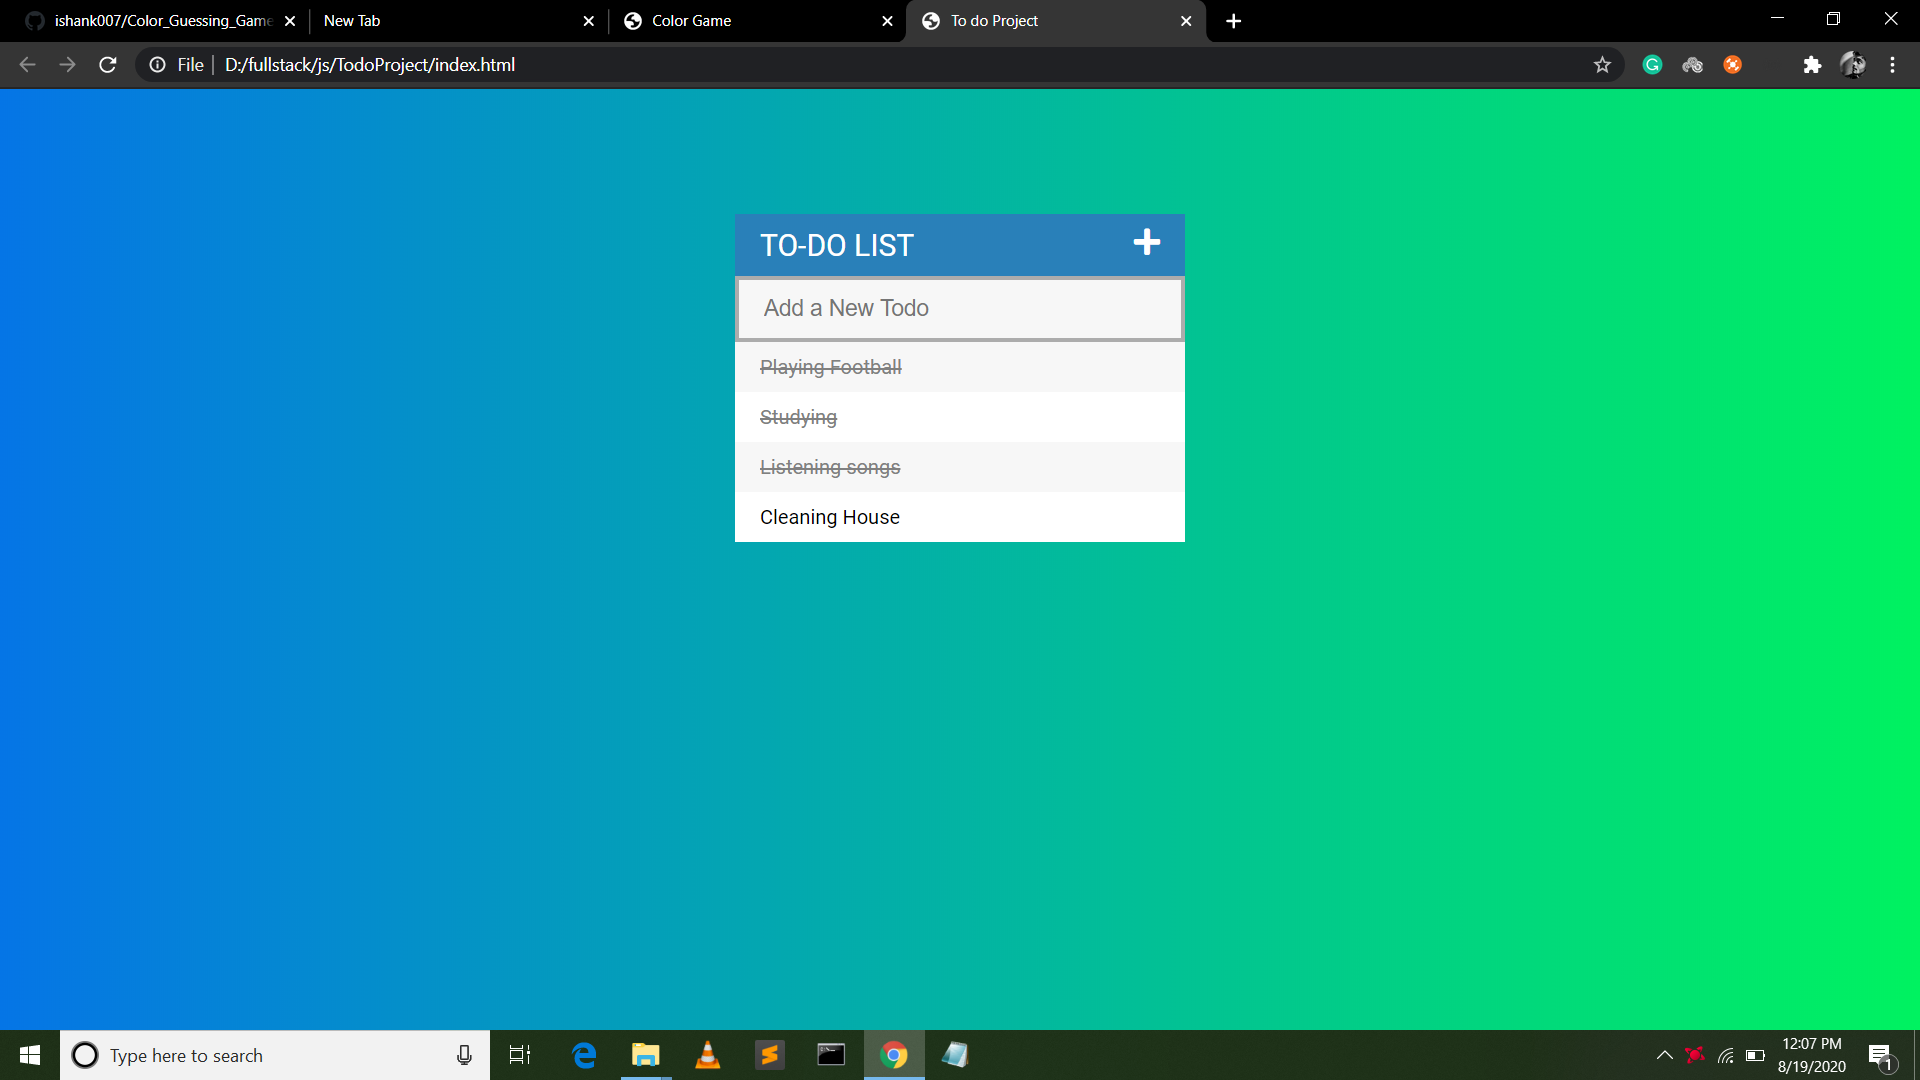 ishank007/Color_Guessing_Game
New Tab
Color Game
To do Project
File
D:/fullstack/js/TodoProject/index.html
TO-DO LIST
Add a New Todo
Playing Football
Studying
Listening songs
Cleaning House
Type here to search
12:07 PM
8/19/2020
1